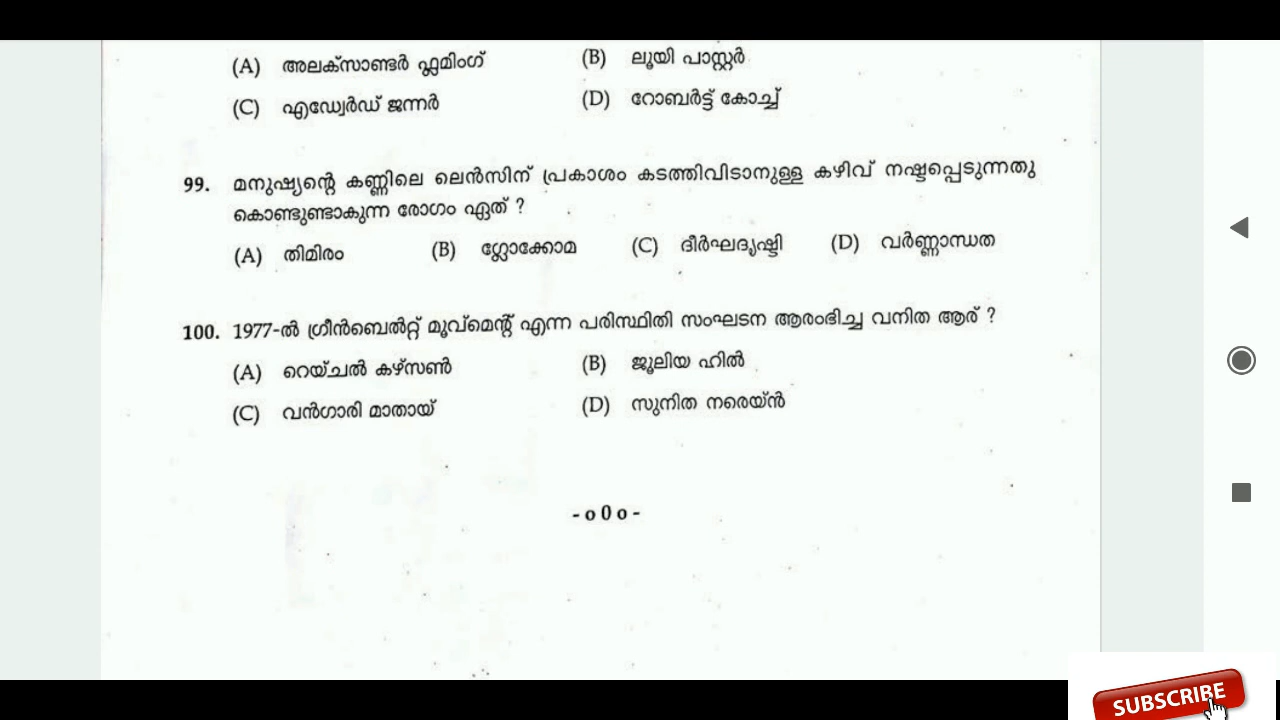 (A) അലക്സാണ്ടർ ഫ്ലമിംഗ് (B) ലൂയി പാസ്റ്റർ
(C) എഡ്വേർഡ് ജന്നർ (D) റോബർട്ട് കോച്ച്
99. മനുഷ്യന്റെ കണ്ണിലെ ലെൻസിന് പ്രകാശം കടത്തിവിടാനുള്ള കഴിവ് നഷ്ടപ്പെടുന്നതു
കൊണ്ടുണ്ടാകുന്ന രോഗം ഏത് ?
(A) തിമിരം (B) ഗ്ലോക്കോമ (C) ദീർഘദൃഷ്ടി (D) വർണ്ണാന്ധത
100. 1977-ൽ ഗ്രീൻബെൽറ്റ് മൂവ്മെന്റ് എന്ന പരിസ്ഥിതി സംഘടന ആരംഭിച്ച വനിത ആര് ?
(A) റെയ്ചൽ കഴ്സൺ (B) ജൂലിയ ഹിൽ
(C) വൻഗാരി മാതായ് (D) സുനിത നരെയ്ൻ
- o 0 o -
SUBSCRIBE